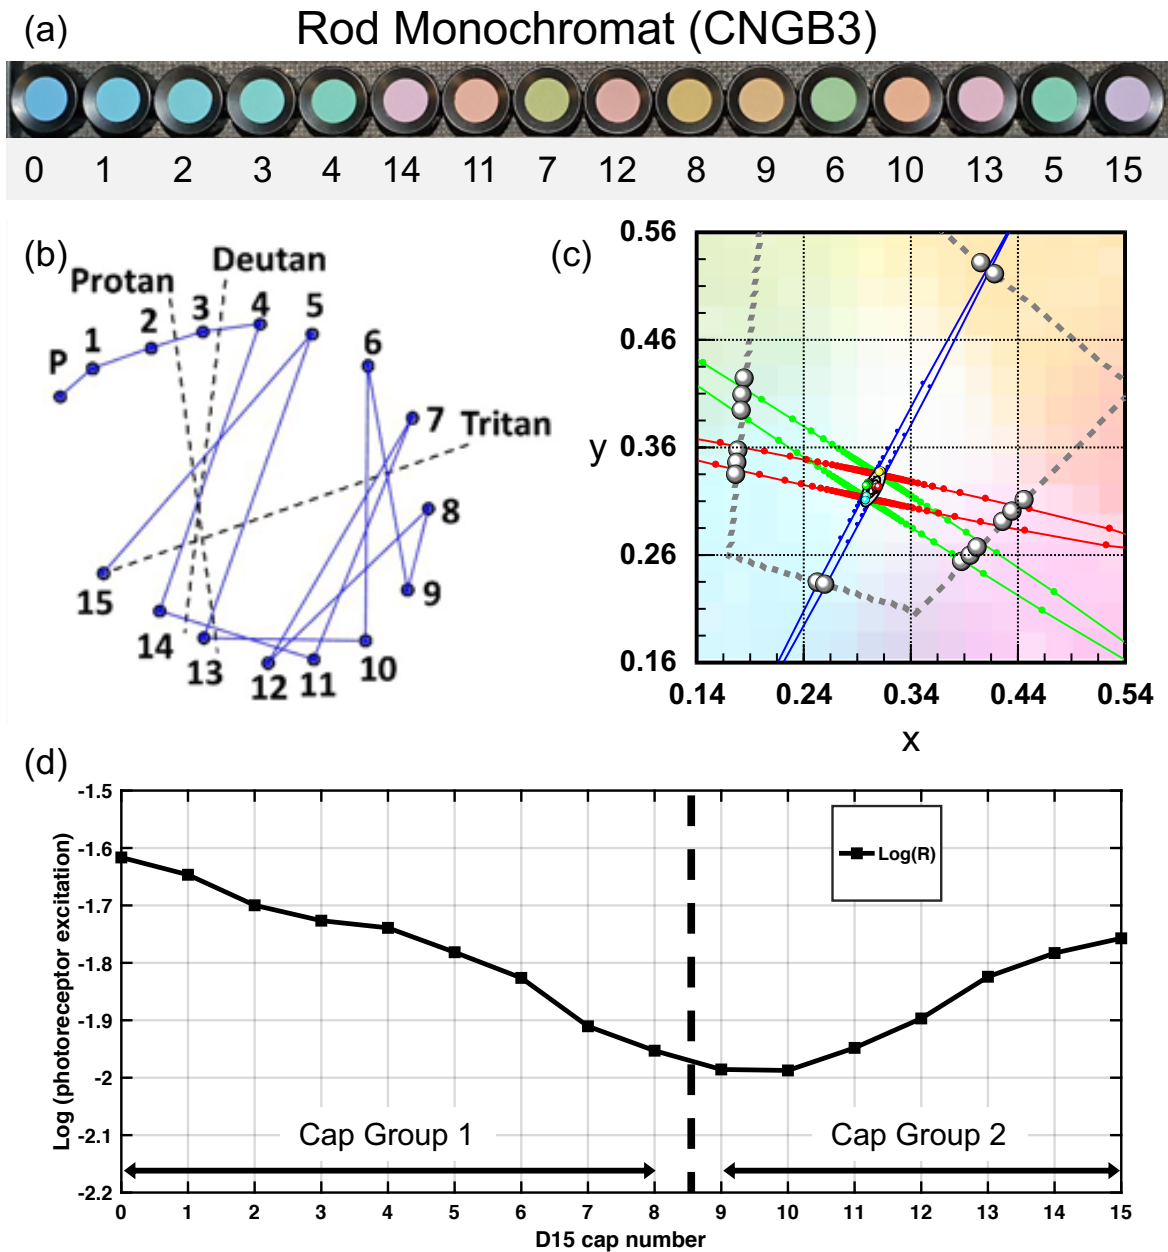 (a) Rod Monochromat (CNGB3)
0 1 2 3 4 14 11 7 12 8 9 6 10 13 5 15
(b)
Protan Deutan
P 1 2 3 4 5
6
7
Tritan
8
9
15
14 13 12 11 10
(c)
0.56
0.46
y 0.36
0.26
0.16
0.14 0.24 0.34 0.44 0.54
x
(d)
Log (photoreceptor excitation)
-1.5
-1.6
-1.7
-1.8
-1.9
-2
-2.1
-2.2
Log(R)
Cap Group 1 Cap Group 2
0 1 2 3 4 5 6 7 8 9 10 11 12 13 14 15
D15 cap number